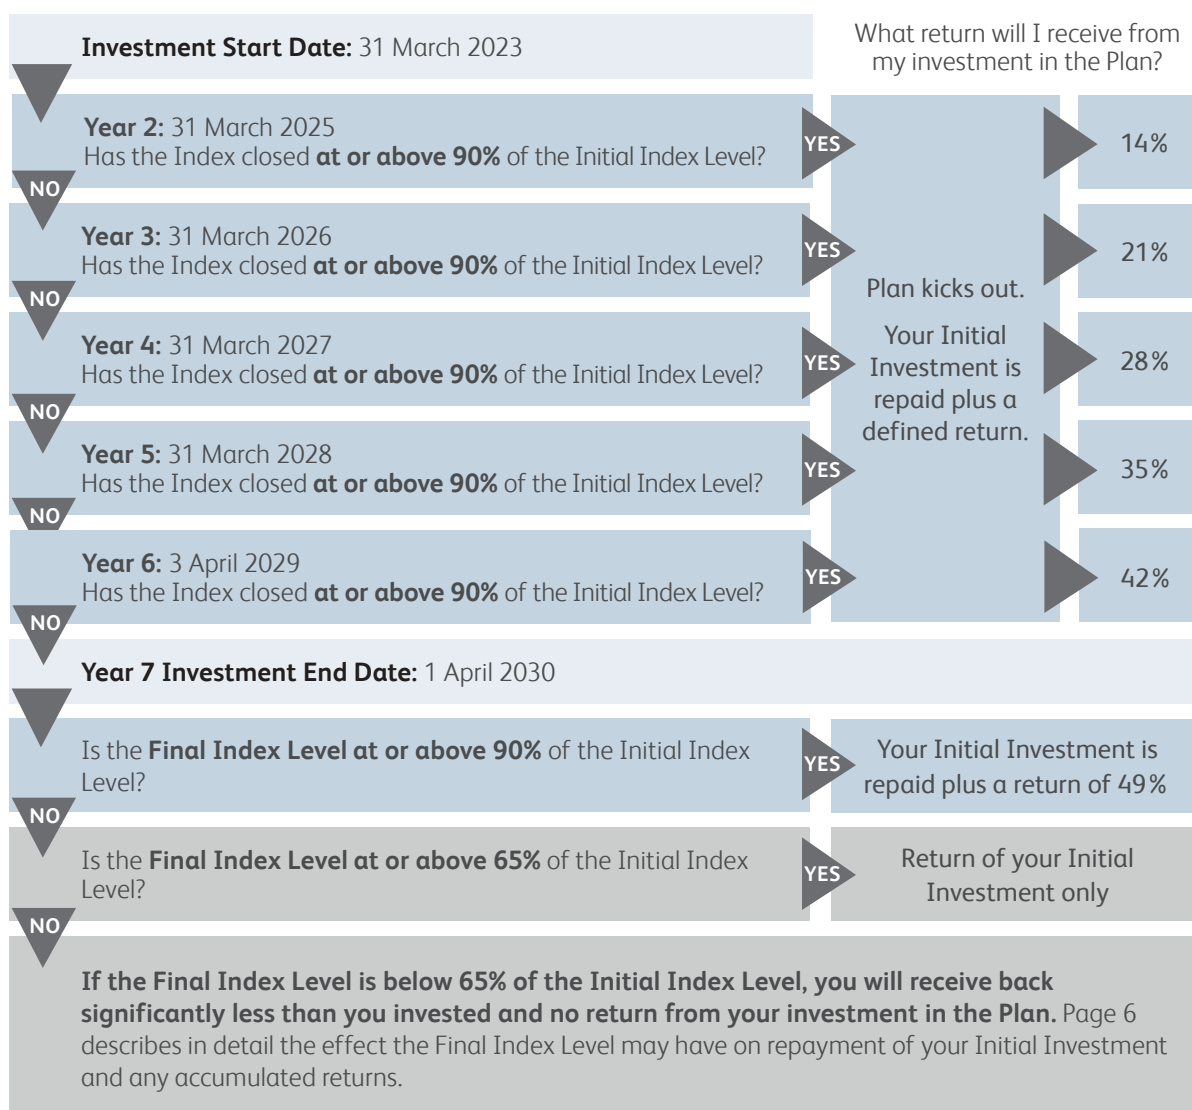 Investment Start Date: 31 March 2023
What return will I receive from
my investment in the Plan?
Year 2: 31 March 2025
Has the Index closed at or above 90% of the Initial Index Level?
YES
14%
NO
Year 3: 31 March 2026
Has the Index closed at or above 90% of the Initial Index Level?
YES
21%
NO
Plan kicks out.
Your Initial
Investment is
repaid plus a
defined return.
Year 4: 31 March 2027
Has the Index closed at or above 90% of the Initial Index Level?
YES
28%
NO
Year 5: 31 March 2028
Has the Index closed at or above 90% of the Initial Index Level?
YES
35%
NO
Year 6: 3 April 2029
Has the Index closed at or above 90% of the Initial Index Level?
YES
42%
NO
Year 7 Investment End Date: 1 April 2030
Is the Final Index Level at or above 90% of the Initial Index
Level?
YES
Your Initial Investment is
repaid plus a return of 49%
NO
Is the Final Index Level at or above 65% of the Initial Index
Level?
YES
Return of your Initial
Investment only
NO
If the Final Index Level is below 65% of the Initial Index Level, you will receive back
significantly less than you invested and no return from your investment in the Plan. Page 6
describes in detail the effect the Final Index Level may have on repayment of your Initial Investment
and any accumulated returns.